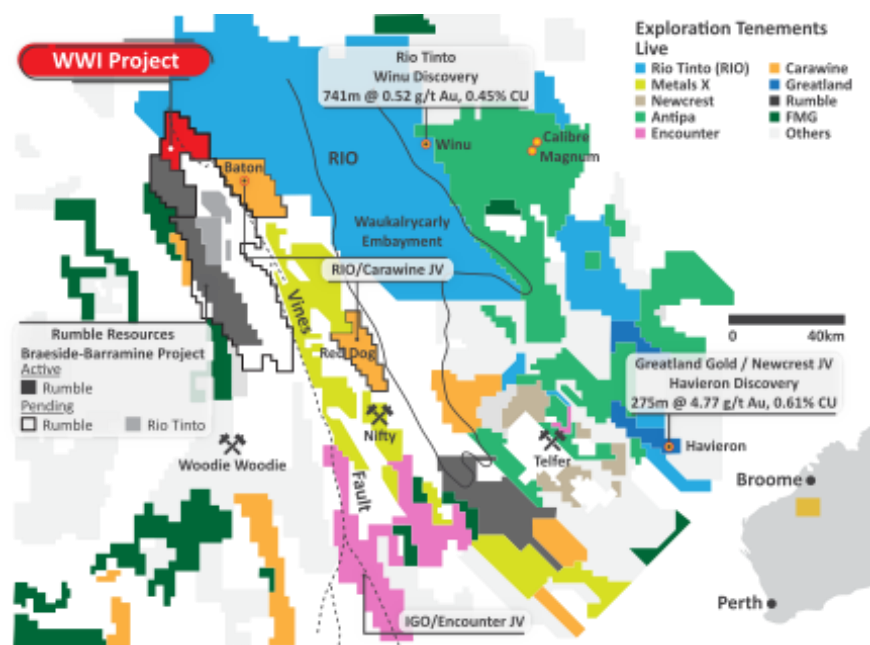 WWI Project
Rio Tinto
Winu Discovery
741m @ 0.52 g/t Au, 0.45% CU
Exploration Tenements
Live
Rio Tinto (RIO)
Metals X
Newcrest
Antipa
Encounter
Carawine
Greatland
Rumble
FMG
Others
Baton
RIO
Winu
Calibre
Magnum
Waukalrycarly
Embayment
RIO/Carawine JV
Vines
Fault
Red Dog
0
40km
Rumble Resources
Braeside-Barramine Project
Active
Rumble
Pending
Rumble
Rio Tinto
Greatland Gold / Newcrest JV
Havieron Discovery
275m @ 4.77 g/t Au, 0.61% CU
Nifty
Woodie Woodie
Telfer
Havieron
Broome
Perth
IGO/Encounter JV